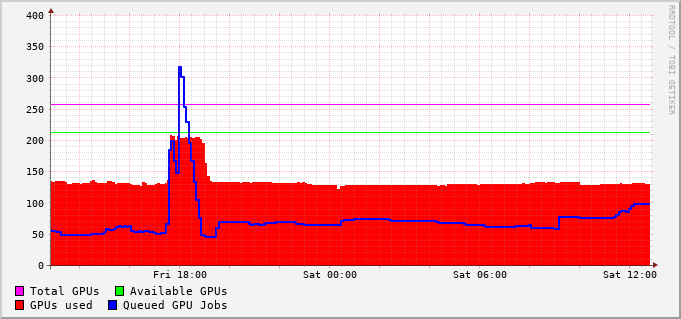 400
350
300
250
200
150
100
50
0
Fri 18:00 Sat 00:00 Sat 06:00 Sat 12:00
Total GPUs Available GPUs
GPUs used Queued GPU Jobs
RRDTOOL / TOBI OETIKER